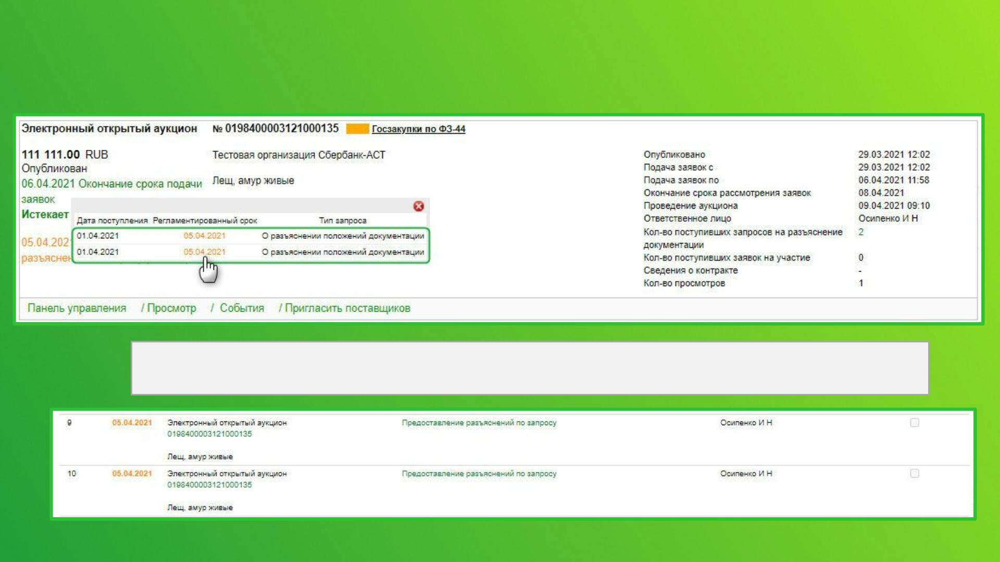 Электронный открытый аукцион № 0198400003121000135 Госзакупки по ФЗ-44
111 111.00 RUB
Опубликован
06.04.2021 Окончание срока подачи
заявок
Истекает
05.04.202
разъяснен
Тестовая организация Сбербанк-АСТ
Лещ, амур живые
Дата поступления Регламентированный срок Тип запроса
01.04.2021 05.04.2021 О разъяснении положений документации
01.04.2021 05.04.2021 О разъяснении положений документации
Опубликовано 29.03.2021 12:02
Подача заявок с 29.03.2021 12:02
Подача заявок по 06.04.2021 11:58
Окончание срока рассмотрения заявок 08.04.2021
Проведение аукциона 09.04.2021 09:10
Ответственное лицо Осипенко И Н
Кол-во поступивших запросов на разъяснение 2
документации
Кол-во поступивших заявок на участие 0
Сведения о контракте -
Кол-во просмотров 1
Панель управления / Просмотр / События / Пригласить поставщиков
9 05.04.2021 Электронный открытый аукцион Предоставление разъяснений по запросу Осипенко И Н
0198400003121000135
Лещ, амур живые
10 05.04.2021 Электронный открытый аукцион Предоставление разъяснений по запросу Осипенко И Н
0198400003121000135
Лещ, амур живые